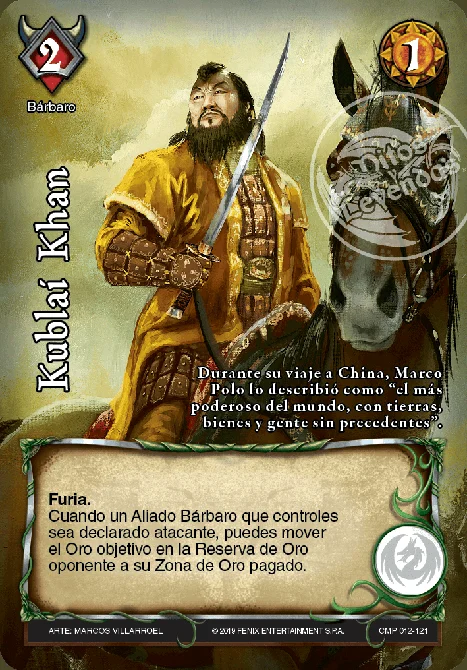 2
1
Bárbaro
Mitos y
Leyendas
Kublai Khan
Durante su viaje a China, Marco
Polo lo describió como “el más
poderoso del mundo, con tierras,
bienes y gente sin precedentes”.
Furia.
Cuando un Aliado Bárbaro que controles
sea declarado atacante, puedes mover
el Oro objetivo en la Reserva de Oro
oponente a su Zona de Oro pagado.
ARTE: MARCOS VILLARROEL
© 2019 FENIX ENTERTAINMENT S.P.A.
CMP 012-121